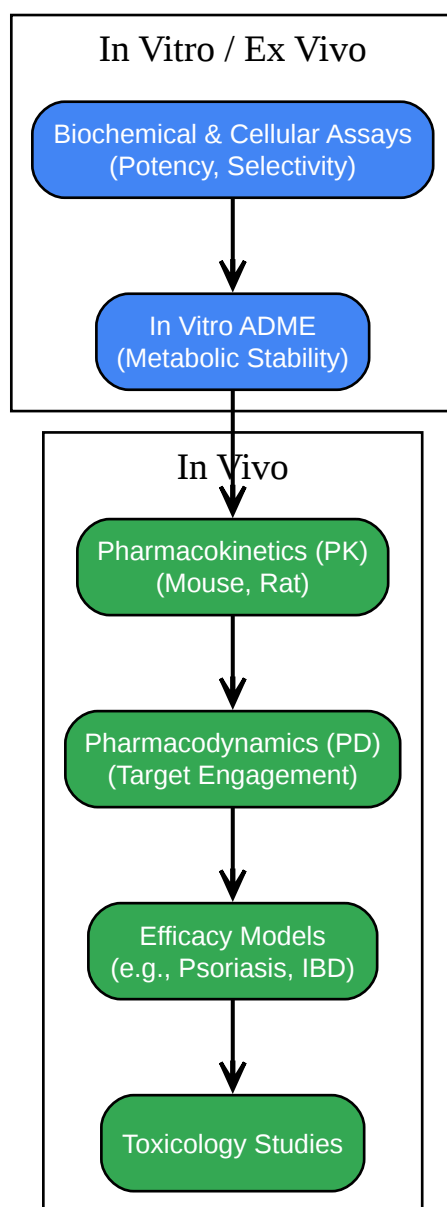 In Vitro / Ex Vivo
Biochemical & Cellular Assays
(Potency, Selectivity)
In Vitro ADME
(Metabolic Stability)
In Vivo
Pharmacokinetics (PK)
(Mouse, Rat)
Pharmacodynamics (PD)
(Target Engagement)
Efficacy Models
(e.g., Psoriasis, IBD)
Toxicology Studies